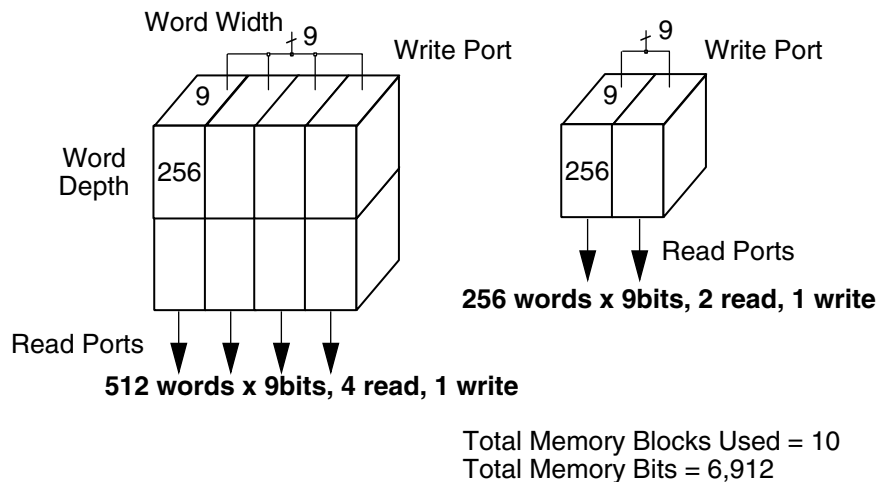 Word Width
9
Write Port
9
Word
Depth
256
Read Ports
512 words x 9bits, 4 read, 1 write
9
Write Port
9
256
Read Ports
256 words x 9bits, 2 read, 1 write
Total Memory Blocks Used = 10
Total Memory Bits = 6,912